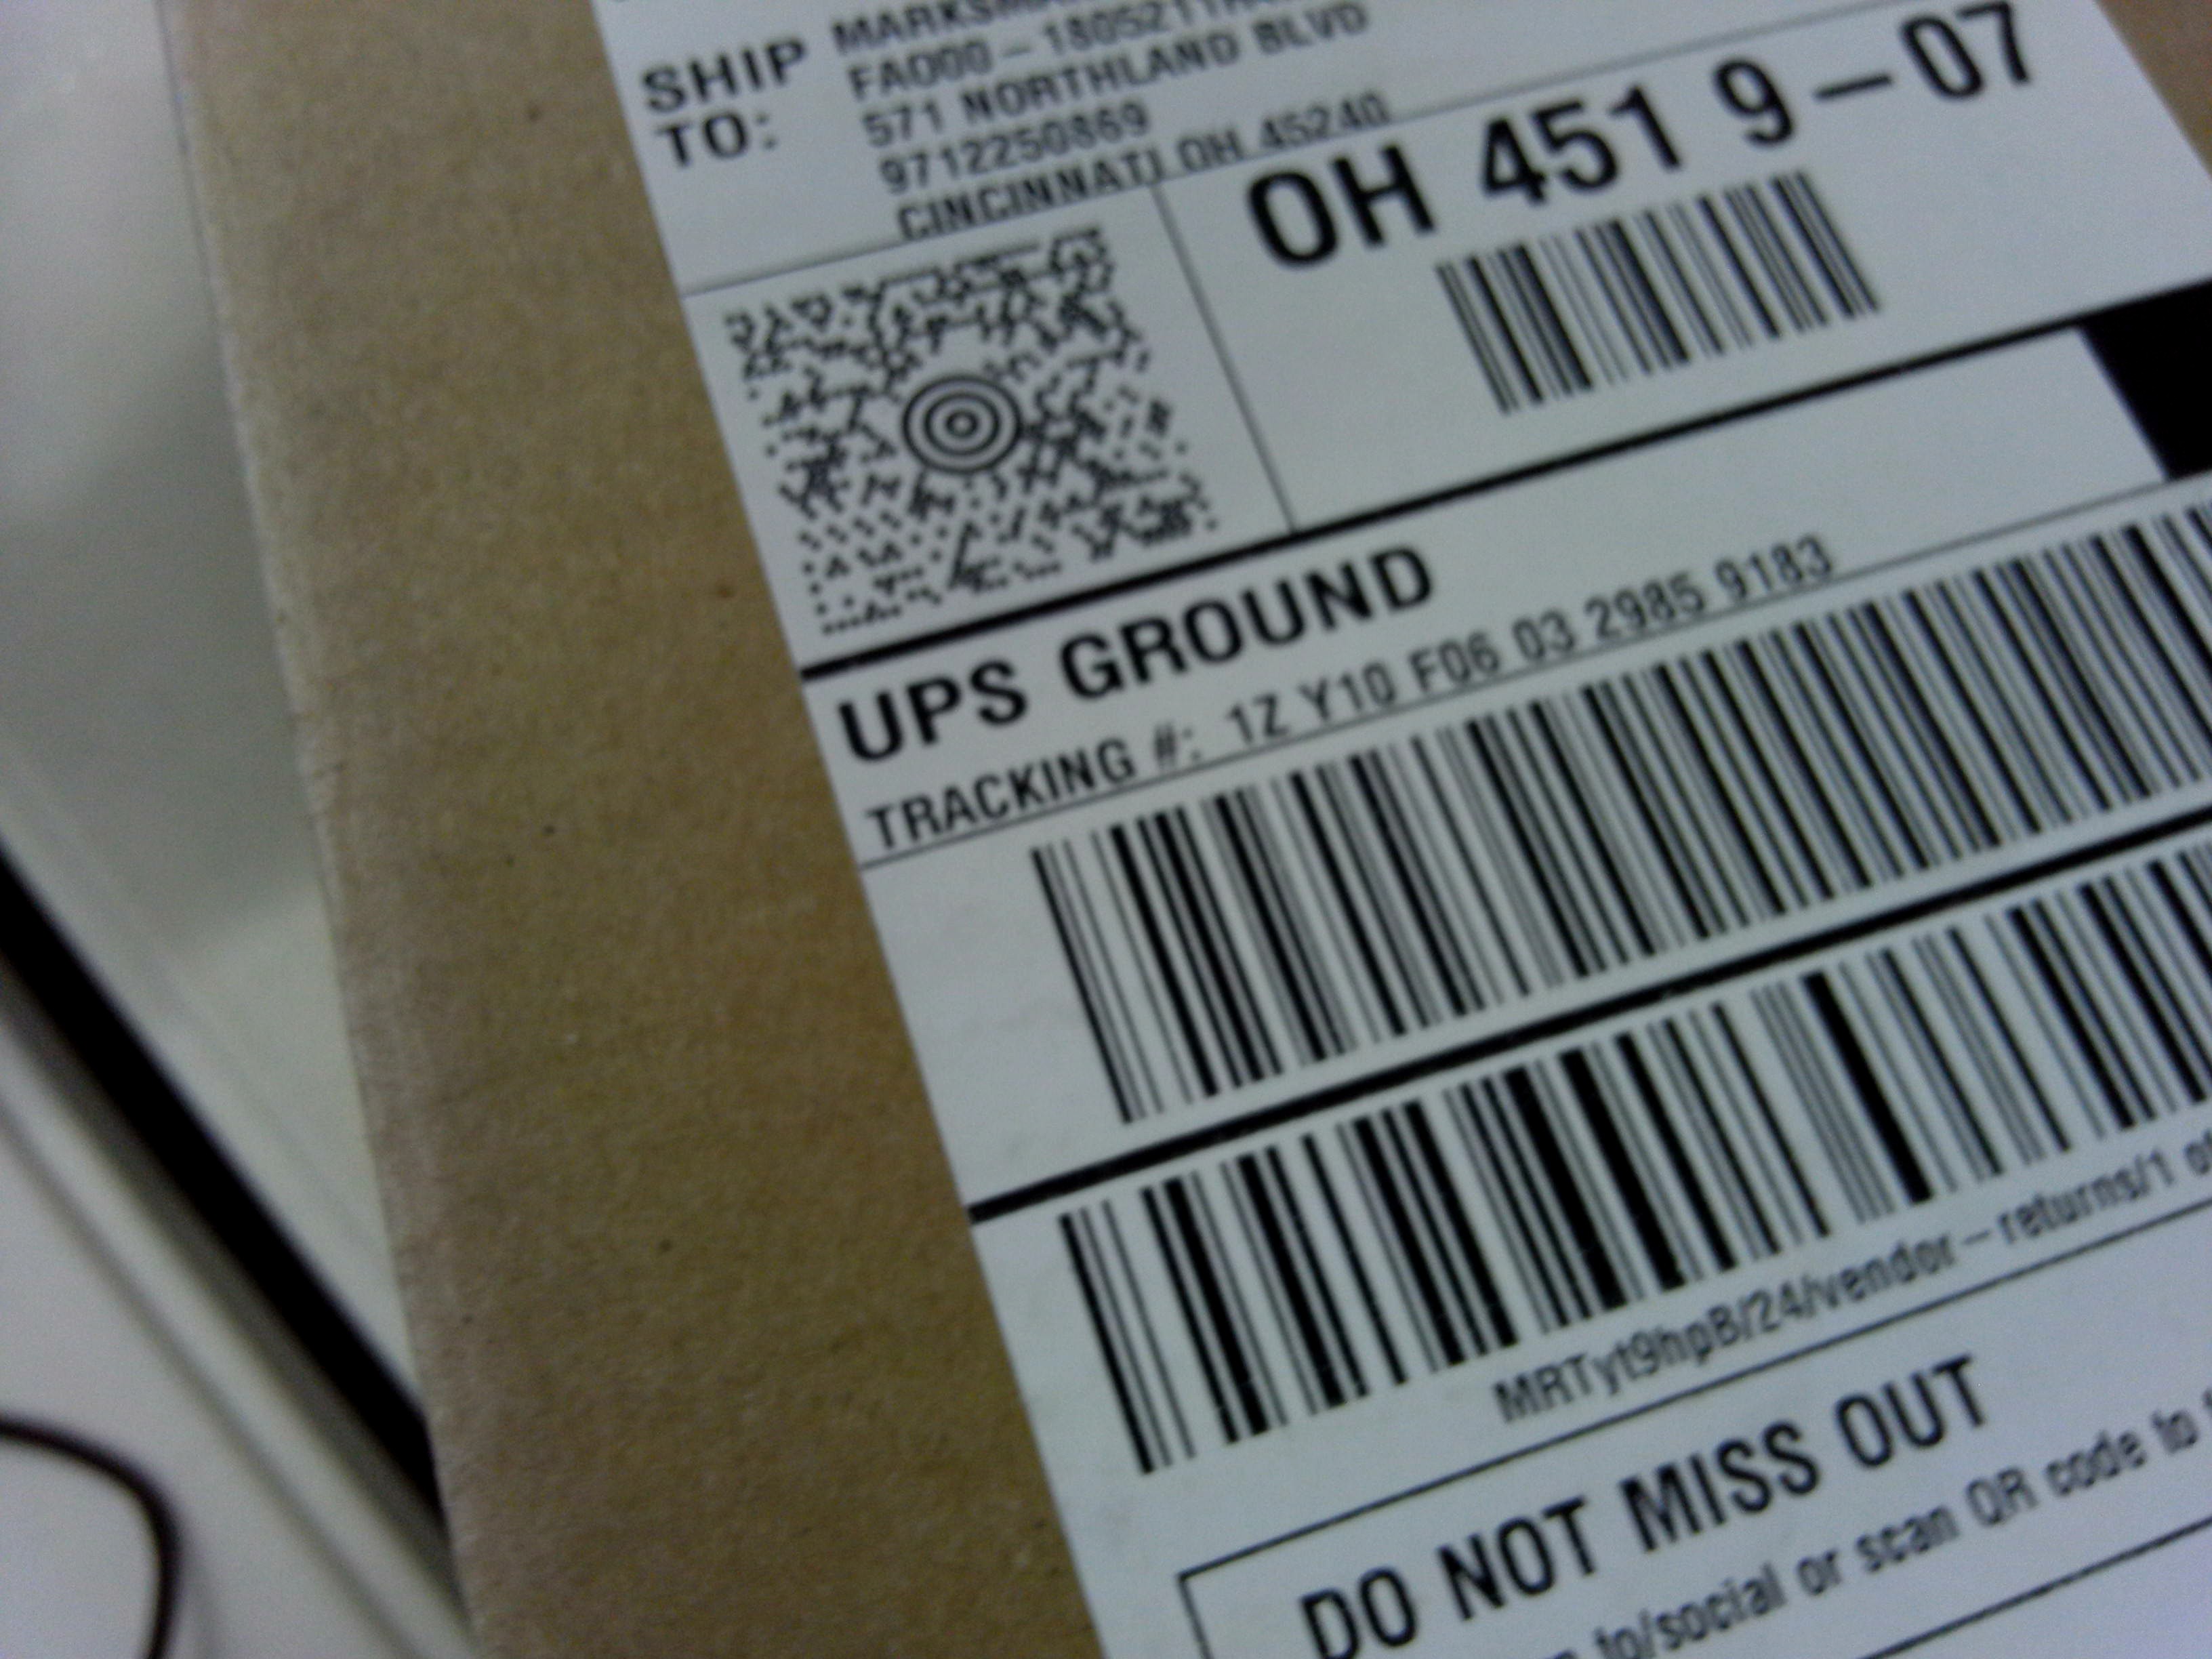 SHIP
TO:
571 NORTHLAND BLVD
9712250869
CINCINNATI OH 45240
OH 451 9-07
UPS GROUND
TRACKING #: 1Z Y10 F06 03 2985 9183
MRTyt9hpB/24/vendor-returns/1
DO NOT MISS OUT
to/social or scan QR code to